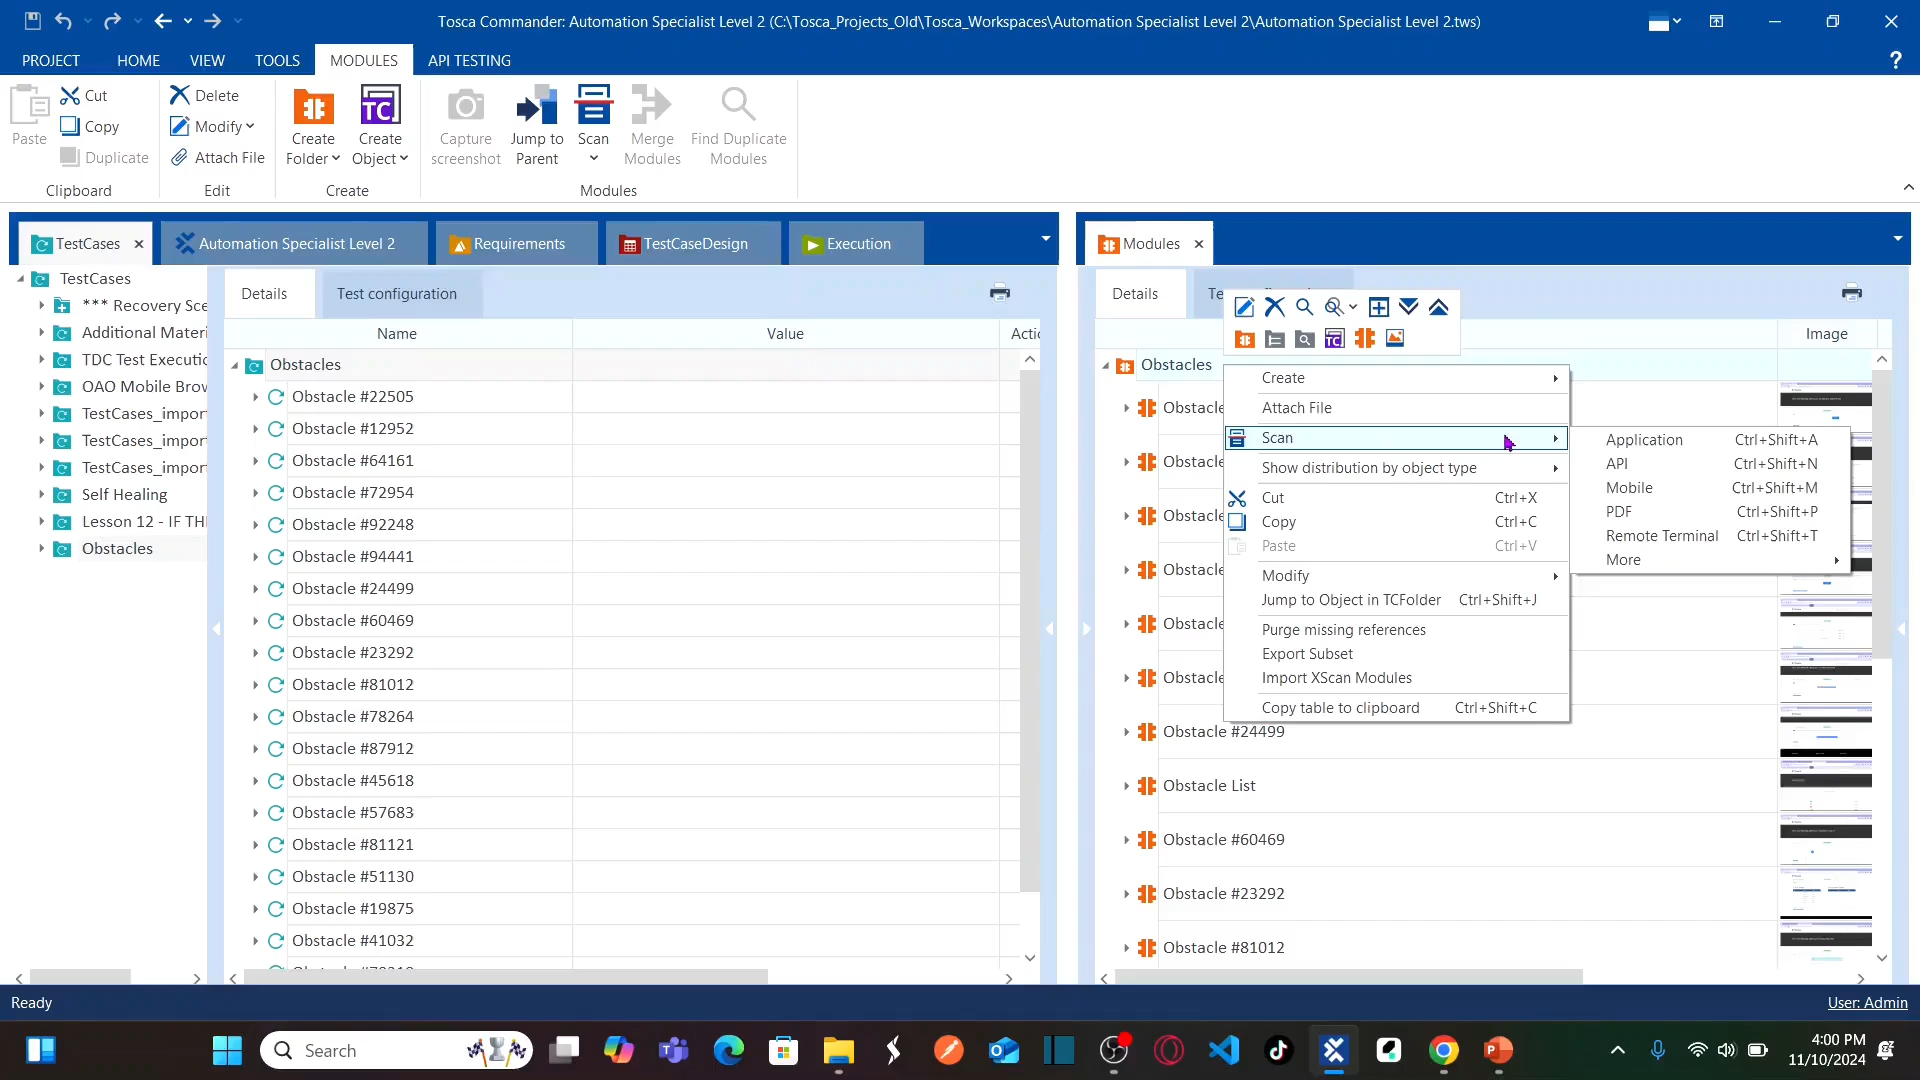 Tosca Commander: Automation Specialist Level 2 (C:\Tosca_Projects_Old\Tosca_Workspaces\Automation Specialist Level 2\Automation Specialist Level 2.tws)
PROJECT HOME VIEW TOOLS MODULES API TESTING
?
Paste
Cut
Copy
Duplicate
Clipboard
Delete
Modify
Attach File
Edit
Create Folder
Create Object
Create
Capture screenshot
Jump to Parent
Scan
Merge Modules
Find Duplicate Modules
Modules
TestCases
Automation Specialist Level 2
Requirements
TestCaseDesign
Execution
Modules
TestCases
*** Recovery Sce
Additional Materi
TDC Test Executic
OAO Mobile Brow
TestCases_import
TestCases_import
TestCases_import
Self Healing
Lesson 12 - IF THE
Obstacles
Details
Test configuration
Name
Value
Actic
Obstacles
Obstacle #22505
Obstacle #12952
Obstacle #64161
Obstacle #72954
Obstacle #92248
Obstacle #94441
Obstacle #24499
Obstacle #60469
Obstacle #23292
Obstacle #81012
Obstacle #78264
Obstacle #87912
Obstacle #45618
Obstacle #57683
Obstacle #81121
Obstacle #51130
Obstacle #19875
Obstacle #41032
Details
Te
Image
Obstacles
Obstacle
Obstacle
Obstacle
Obstacle
Obstacle
Obstacle
Obstacle #24499
Obstacle List
Obstacle #60469
Obstacle #23292
Obstacle #81012
Create
Attach File
Scan
Show distribution by object type
Cut Ctrl+X
Copy Ctrl+C
Paste Ctrl+V
Modify
Jump to Object in TCFolder Ctrl+Shift+J
Purge missing references
Export Subset
Import XScan Modules
Copy table to clipboard Ctrl+Shift+C
Application Ctrl+Shift+A
API Ctrl+Shift+N
Mobile Ctrl+Shift+M
PDF Ctrl+Shift+P
Remote Terminal Ctrl+Shift+T
More
Ready
User: Admin
Search
4:00 PM
11/10/2024